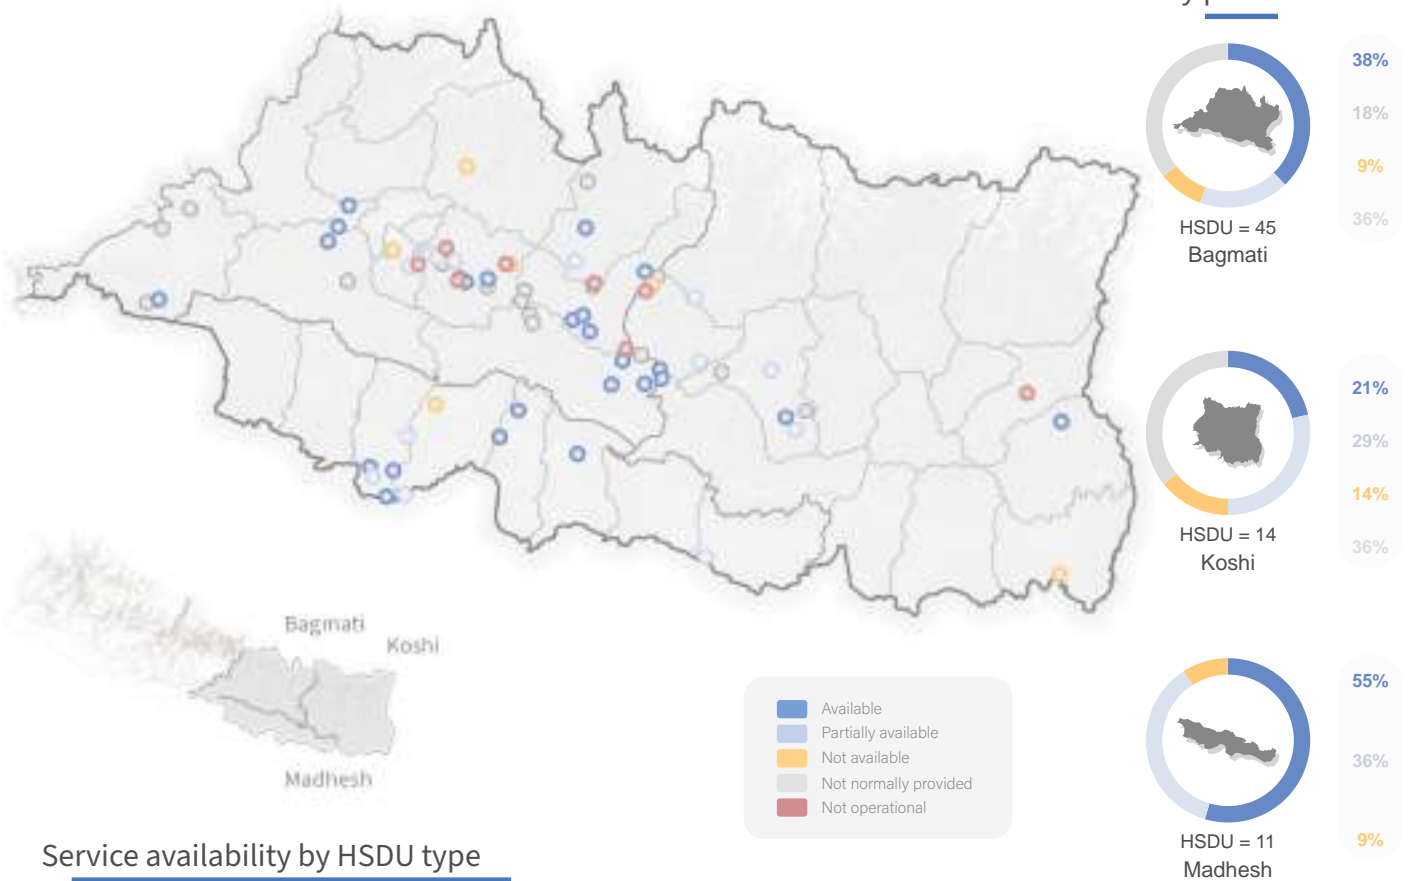 38%
18%
9%
36%
HSDU = 45
Bagmati
21%
29%
14%
36%
HSDU = 14
Koshi
Bagmati
Koshi
Madhesh
Available
Partially available
Not available
Not normally provided
Not operational
55%
36%
9%
HSDU = 11
Madhesh
Service availability by HSDU type